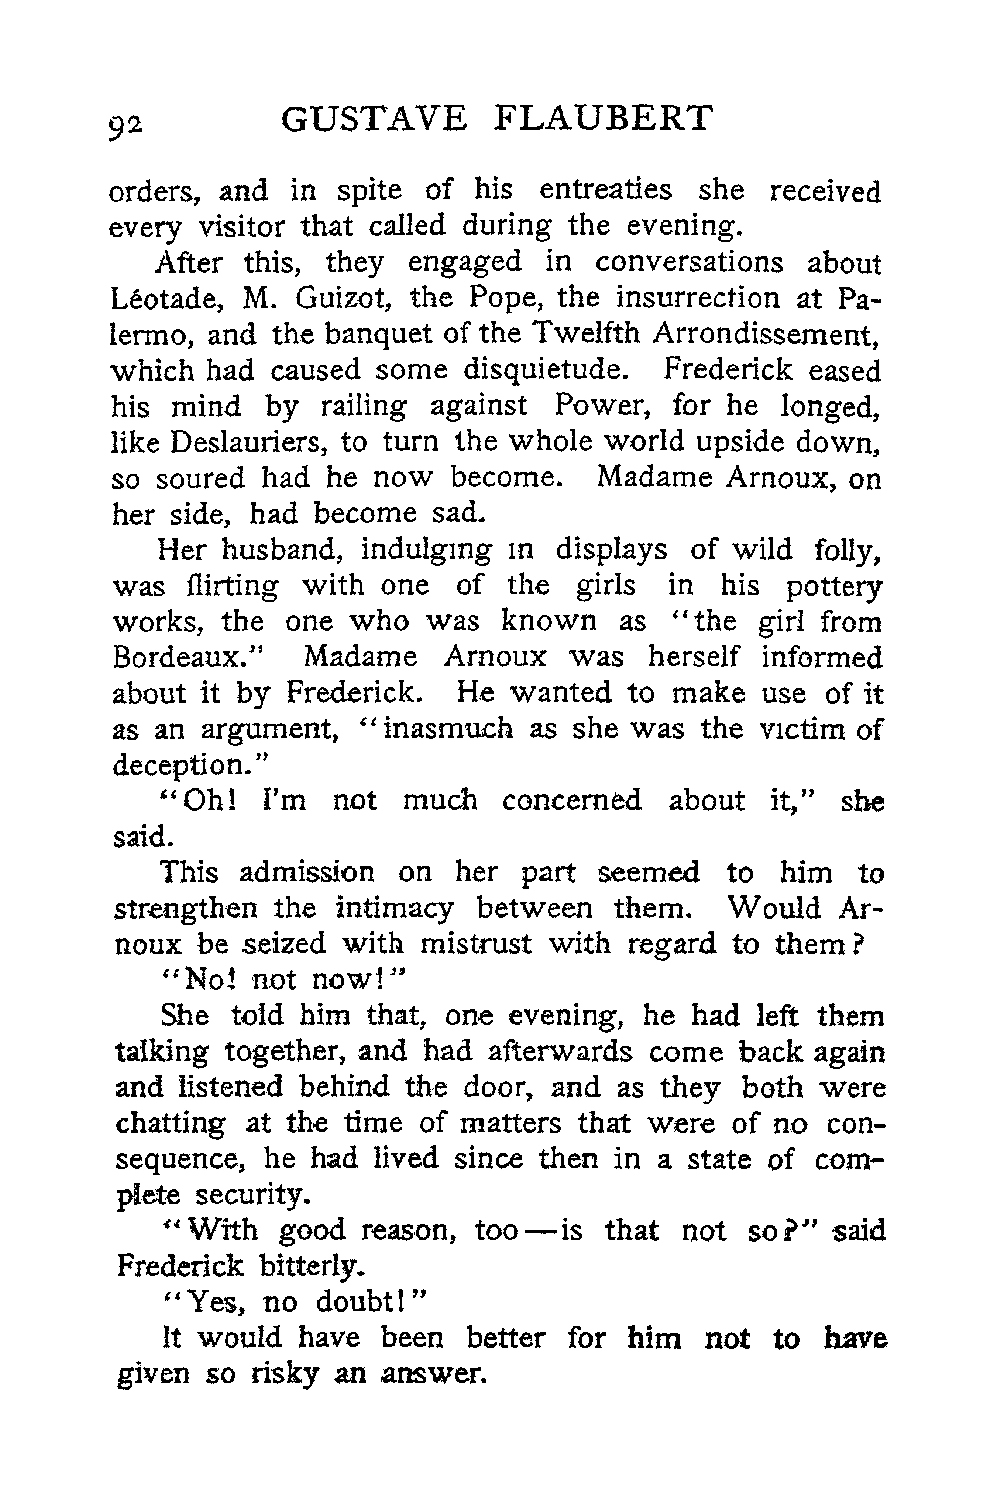 92 GUSTAVE FLAUBERT
orders, and in spite of his entreaties she received
every visitor that called during the evening.
After this, they engaged in conversations about
Léotade, M. Guizot, the Pope, the insurrection at Pa-
lermo, and the banquet of the Twelfth Arrondissement,
which had caused some disquietude. Frederick eased
his mind by railing against Power, for he longed,
like Deslauriers, to turn the whole world upside down,
so soured had he now become. Madame Arnoux, on
her side, had become sad.
Her husband, indulging in displays of wild folly,
was flirting with one of the girls in his pottery
works, the one who was known as "the girl from
Bordeaux." Madame Arnoux was herself informed
about it by Frederick. He wanted to make use of it
as an argument, "inasmuch as she was the victim of
deception."
"Oh! I'm not much concerned about it," she
said.
This admission on her part seemed to him to
strengthen the intimacy between them. Would Ar-
noux be seized with mistrust with regard to them?
"No! not now!"
She told him that, one evening, he had left them
talking together, and had afterwards come back again
and listened behind the door, and as they both were
chatting at the time of matters that were of no con-
sequence, he had lived since then in a state of com-
plete security.
"With good reason, too—is that not so?" said
Frederick bitterly.
"Yes, no doubt!"
It would have been better for him not to have
given so risky an answer.